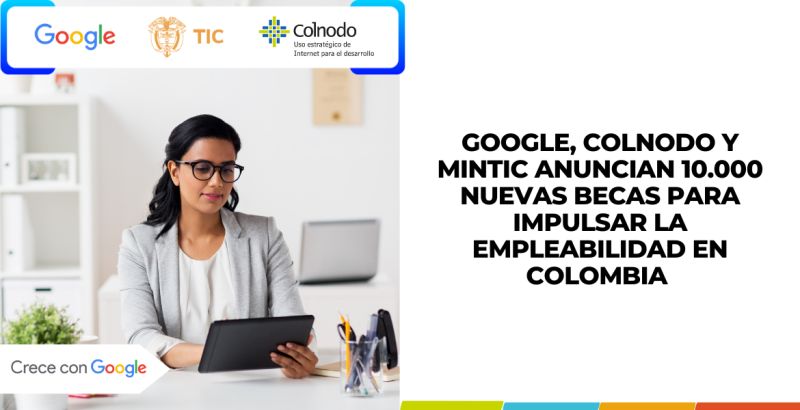 Google
TIC
Colnodo
Uso estratégico de
Internet para el desarrollo
GOOGLE, COLNODO Y
MINTIC ANUNCIAN 10.000
NUEVAS BECAS PARA
IMPULSAR LA
EMPLEABILIDAD EN
COLOMBIA
Crece con Google